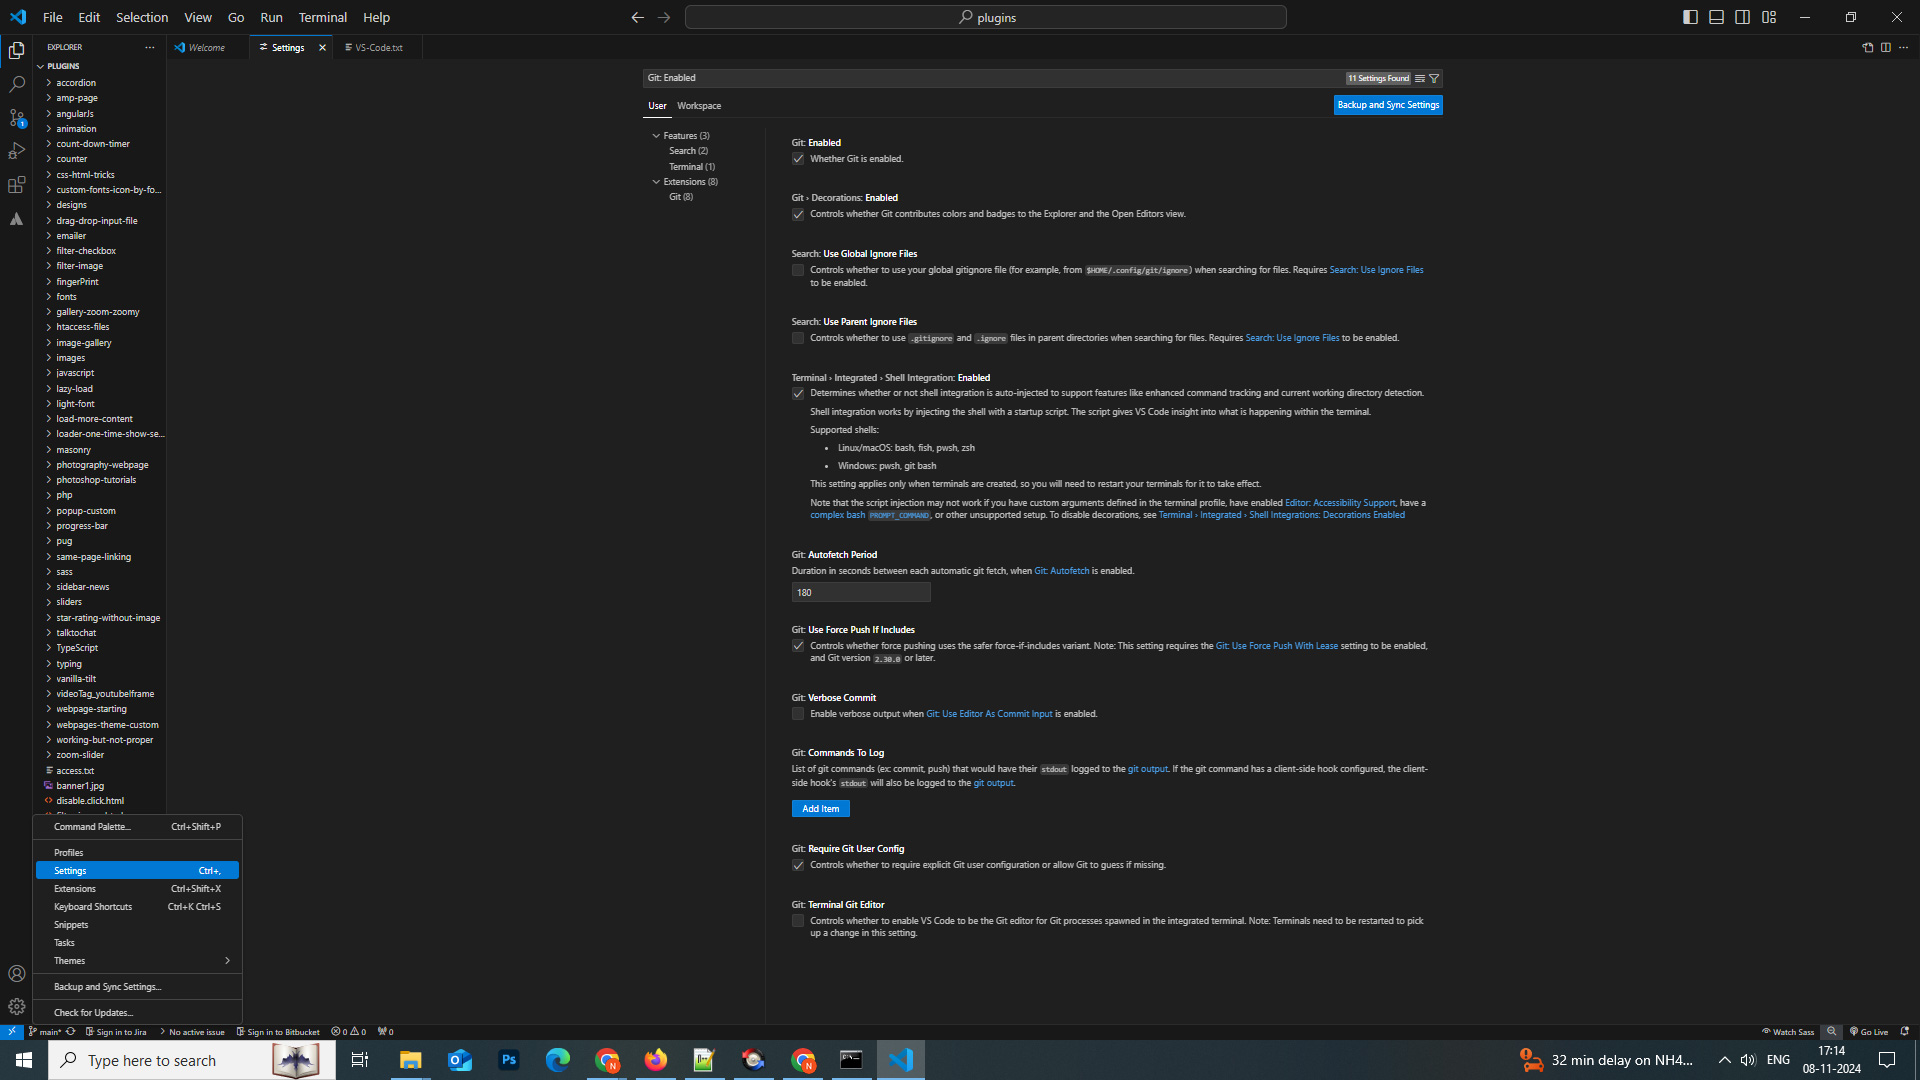 File Edit Selection View Go Run Terminal Help
plugins
EXPLORER
Welcome
Settings
VS-Code.txt
PLUGINS
accordion
amp-page
angularJs
animation
count-down-timer
counter
css-html-tricks
custom-fonts-icon-by-fo...
designs
drag-drop-input-file
emailer
filter-checkbox
filter-image
fingerPrint
fonts
gallery-zoom-zoomy
htaccess-files
image-gallery
images
javascript
lazy-load
light-font
load-more-content
loader-one-time-show-se...
masonry
photography-webpage
photoshop-tutorials
php
popup-custom
progress-bar
pug
same-page-linking
sass
sidebar-news
sliders
star-rating-without-image
talktochat
TypeScript
typing
vanilla-tilt
videoTag_youtubeIframe
webpage-starting
webpages-theme-custom
working-but-not-proper
zoom-slider
access.txt
banner1.jpg
disable.click.html
Command Palette... Ctrl+Shift+P
Profiles
Settings Ctrl+,
Extensions Ctrl+Shift+X
Keyboard Shortcuts Ctrl+K Ctrl+S
Snippets
Tasks
Themes
Backup and Sync Settings...
Check for Updates...
Git: Enabled
11 Settings Found
User Workspace
Backup and Sync Settings
Features (3)
Search (2)
Terminal (1)
Extensions (8)
Git (8)
Git: Enabled
Whether Git is enabled.
Git › Decorations: Enabled
Controls whether Git contributes colors and badges to the Explorer and the Open Editors view.
Search: Use Global Ignore Files
Controls whether to use your global gitignore file (for example, from $HOME/.config/git/ignore) when searching for files. Requires Search: Use Ignore Files
to be enabled.
Search: Use Parent Ignore Files
Controls whether to use .gitignore and .ignore files in parent directories when searching for files. Requires Search: Use Ignore Files to be enabled.
Terminal › Integrated › Shell Integration: Enabled
Determines whether or not shell integration is auto-injected to support features like enhanced command tracking and current working directory detection.
Shell integration works by injecting the shell with a startup script. The script gives VS Code insight into what is happening within the terminal.
Supported shells:
• Linux/macOS: bash, fish, pwsh, zsh
• Windows: pwsh, git bash
This setting applies only when terminals are created, so you will need to restart your terminals for it to take effect.
Note that the script injection may not work if you have custom arguments defined in the terminal profile, have enabled Editor: Accessibility Support, have a
complex bash PROMPT_COMMAND, or other unsupported setup. To disable decorations, see Terminal › Integrated › Shell Integrations: Decorations Enabled
Git: Autofetch Period
Duration in seconds between each automatic git fetch, when Git: Autofetch is enabled.
180
Git: Use Force Push If Includes
Controls whether force pushing uses the safer force-if-includes variant. Note: This setting requires the Git: Use Force Push With Lease setting to be enabled,
and Git version 2.30.0 or later.
Git: Verbose Commit
Enable verbose output when Git: Use Editor As Commit Input is enabled.
Git: Commands To Log
List of git commands (ex: commit, push) that would have their stdout logged to the git output. If the git command has a client-side hook configured, the client-
side hook's stdout will also be logged to the git output.
Add Item
Git: Require Git User Config
Controls whether to require explicit Git user configuration or allow Git to guess if missing.
Git: Terminal Git Editor
Controls whether to enable VS Code to be the Git editor for Git processes spawned in the integrated terminal. Note: Terminals need to be restarted to pick
up a change in this setting.
main* Sign in to Jira No active issue Sign in to Bitbucket 0 0 0
Watch Sass Go Live
Type here to search
Ps
32 min delay on NH4...
ENG
17:14
08-11-2024